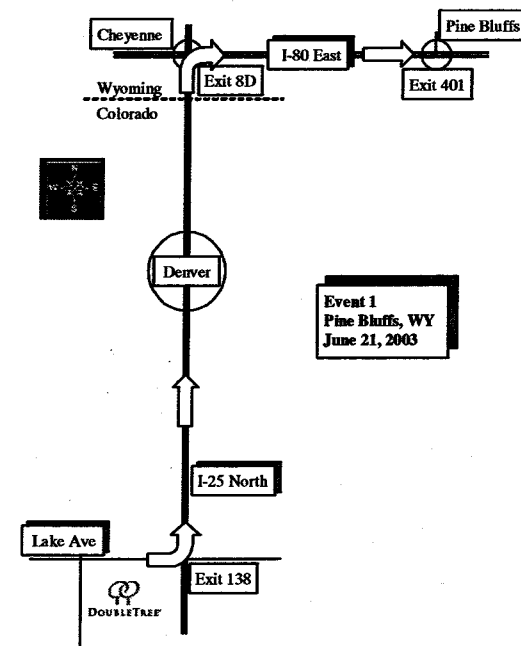 Pine Bluffs
Cheyenne
I-80 East
Exit 8D
Exit 401
Wyoming
Colorado
N
W E
S
Denver
Event 1
Pine Bluffs, WY
June 21, 2003
I-25 North
Lake Ave
Exit 138
DOUBLETREE